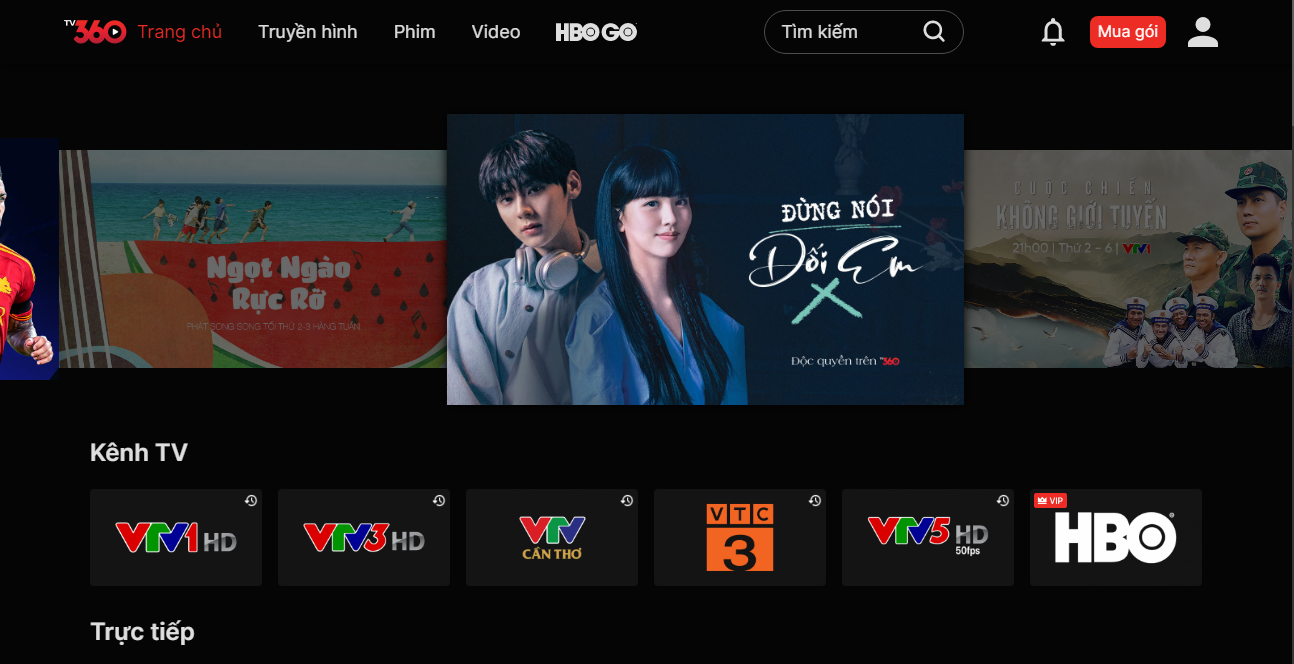 TV360
Trang chủ
Truyền hình
Phim
Video
HBO GO
Tìm kiếm
Mua gói
Ngọt Ngào
Rực Rỡ
PHÁT SONG SONG TỐI THỨ 2-3 HÀNG TUẦN
ĐỪNG NÓI
Dối Em
Độc quyền trên TV360
CUỘC CHIẾN
KHÔNG GIỚI TUYẾN
21h00 | Thứ 2 - 6 | VTV1
Kênh TV
VTV1 HD
VTV3 HD
VTV
CẦN THƠ
VTC
3
VTV5 HD
50fps
VIP
HBO
Trực tiếp